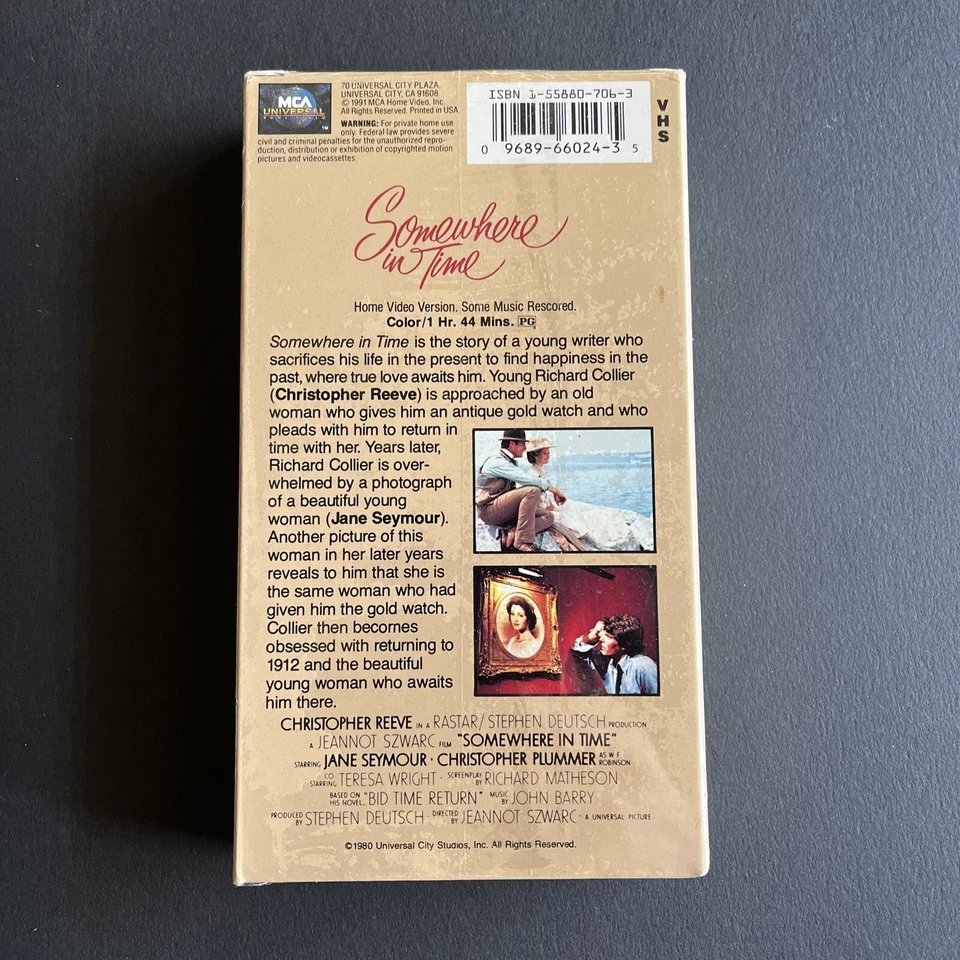 MCA
UNIVERSAL
HOME VIDEO
TM
70 UNIVERSAL CITY PLAZA,
UNIVERSAL CITY, CA 91608.
© 1991 MCA Home Video, Inc.
All Rights Reserved. Printed in USA
WARNING: For private home use
only. Federal law provides severe
civil and criminal penalties for the unauthorized repro-
duction, distribution or exhibition of copyrighted motion
pictures and videocassettes.
ISBN 1-55880-706-3
0 9689-66024-3 5
VHS
Somewhere
in Time
Home Video Version. Some Music Rescored.
Color/1 Hr. 44 Mins. PG
Somewhere in Time is the story of a young writer who
sacrifices his life in the present to find happiness in the
past, where true love awaits him. Young Richard Collier
(Christopher Reeve) is approached by an old
woman who gives him an antique gold watch and who
pleads with him to return in
time with her. Years later,
Richard Collier is over-
whelmed by a photograph
of a beautiful young
woman (Jane Seymour).
Another picture of this
woman in her later years
reveals to him that she is
the same woman who had
given him the gold watch.
Collier then becomes
obsessed with returning to
1912 and the beautiful
young woman who awaits
him there.
CHRISTOPHER REEVE IN A RASTAR/STEPHEN DEUTSCH PRODUCTION
A JEANNOT SZWARC FILM "SOMEWHERE IN TIME"
STARRING JANE SEYMOUR · CHRISTOPHER PLUMMER AS W F ROBINSON
CO-STARRING TERESA WRIGHT · SCREENPLAY BY RICHARD MATHESON
BASED ON HIS NOVEL, "BID TIME RETURN" MUSIC BY JOHN BARRY
PRODUCED BY STEPHEN DEUTSCH · DIRECTED BY JEANNOT SZWARC · A UNIVERSAL PICTURE
©1980 Universal City Studios, Inc. All Rights Reserved.